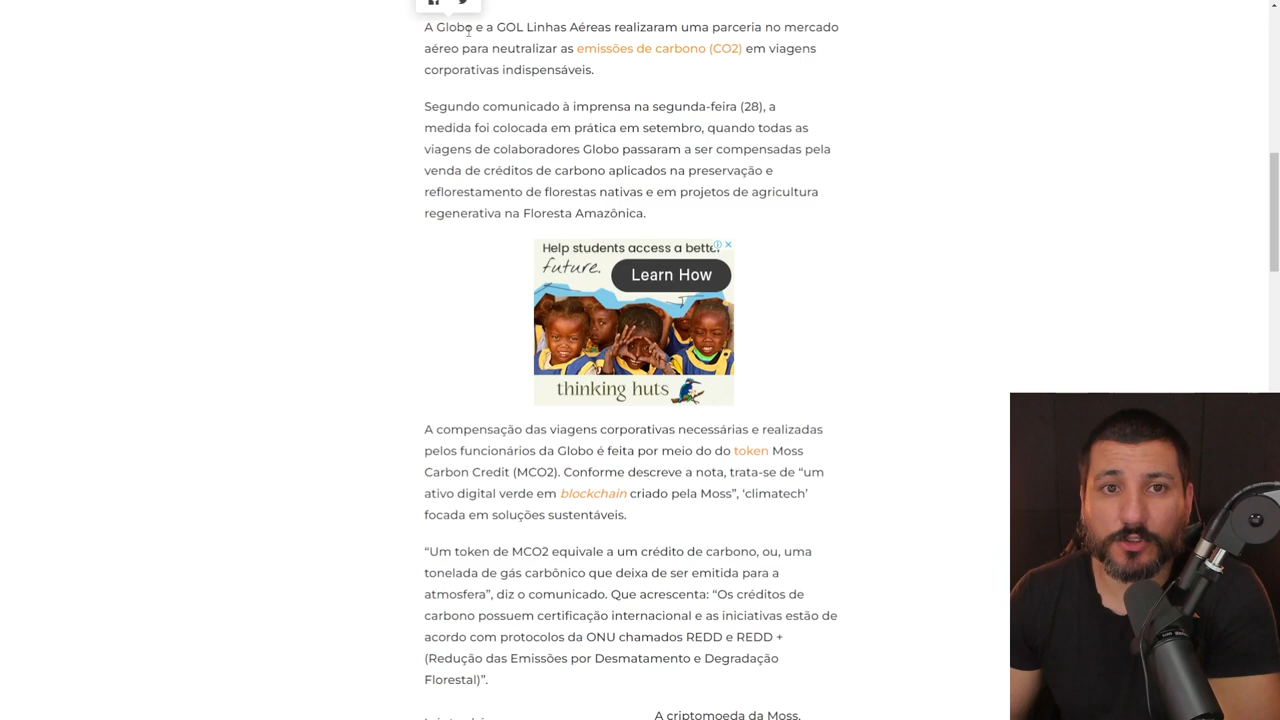 A Globo e a GOL Linhas Aéreas realizaram uma parceria no mercado
aéreo para neutralizar as emissões de carbono (CO2) em viagens
corporativas indispensáveis.
Segundo comunicado à imprensa na segunda-feira (28), a
medida foi colocada em prática em setembro, quando todas as
viagens de colaboradores Globo passaram a ser compensadas pela
venda de créditos de carbono aplicados na preservação e
reflorestamento de florestas nativas e em projetos de agricultura
regenerativa na Floresta Amazônica.
Help students access a better
future.
Learn How
thinking huts
A compensação das viagens corporativas necessárias e realizadas
pelos funcionários da Globo é feita por meio do do token Moss
Carbon Credit (MCO2). Conforme descreve a nota, trata-se de “um
ativo digital verde em blockchain criado pela Moss”, ‘climatech’
focada em soluções sustentáveis.
“Um token de MCO2 equivale a um crédito de carbono, ou, uma
tonelada de gás carbônico que deixa de ser emitida para a
atmosfera”, diz o comunicado. Que acrescenta: “Os créditos de
carbono possuem certificação internacional e as iniciativas estão de
acordo com protocolos da ONU chamados REDD e REDD +
(Redução das Emissões por Desmatamento e Degradação
Florestal)”.
A criptomoeda da Moss,